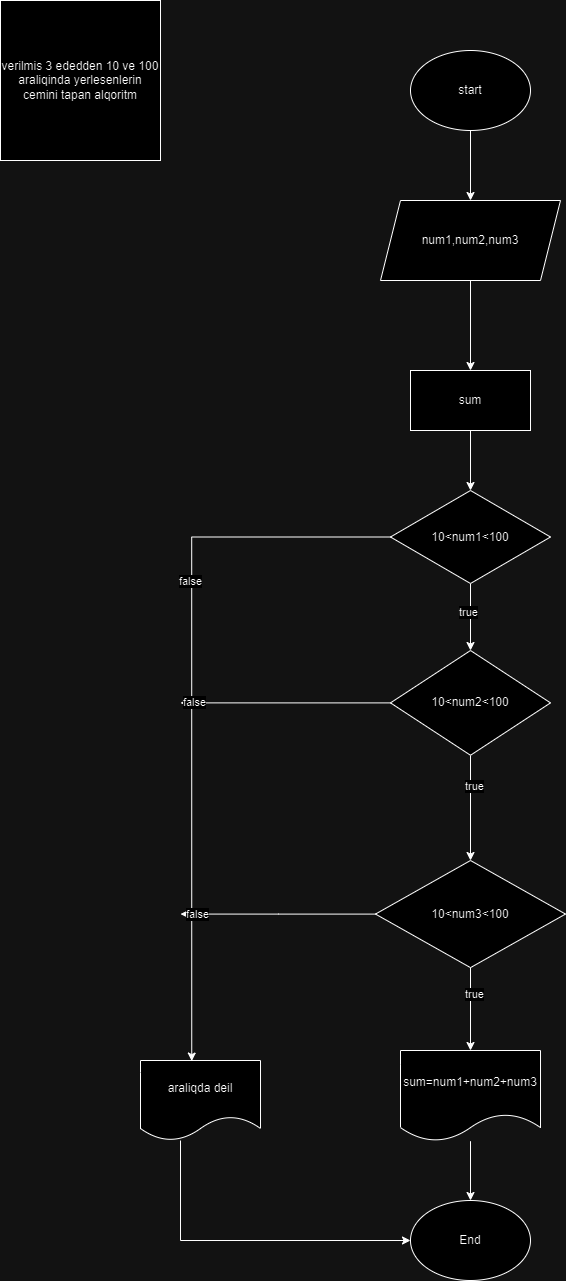 verilmis 3 ededden 10 ve 100
araliqinda yerlesenlerin
cemini tapan alqoritm
start
num1,num2,num3
sum
10<num1<100
false
true
10<num2<100
false
true
10<num3<100
false
true
araliqda deil
sum=num1+num2+num3
End